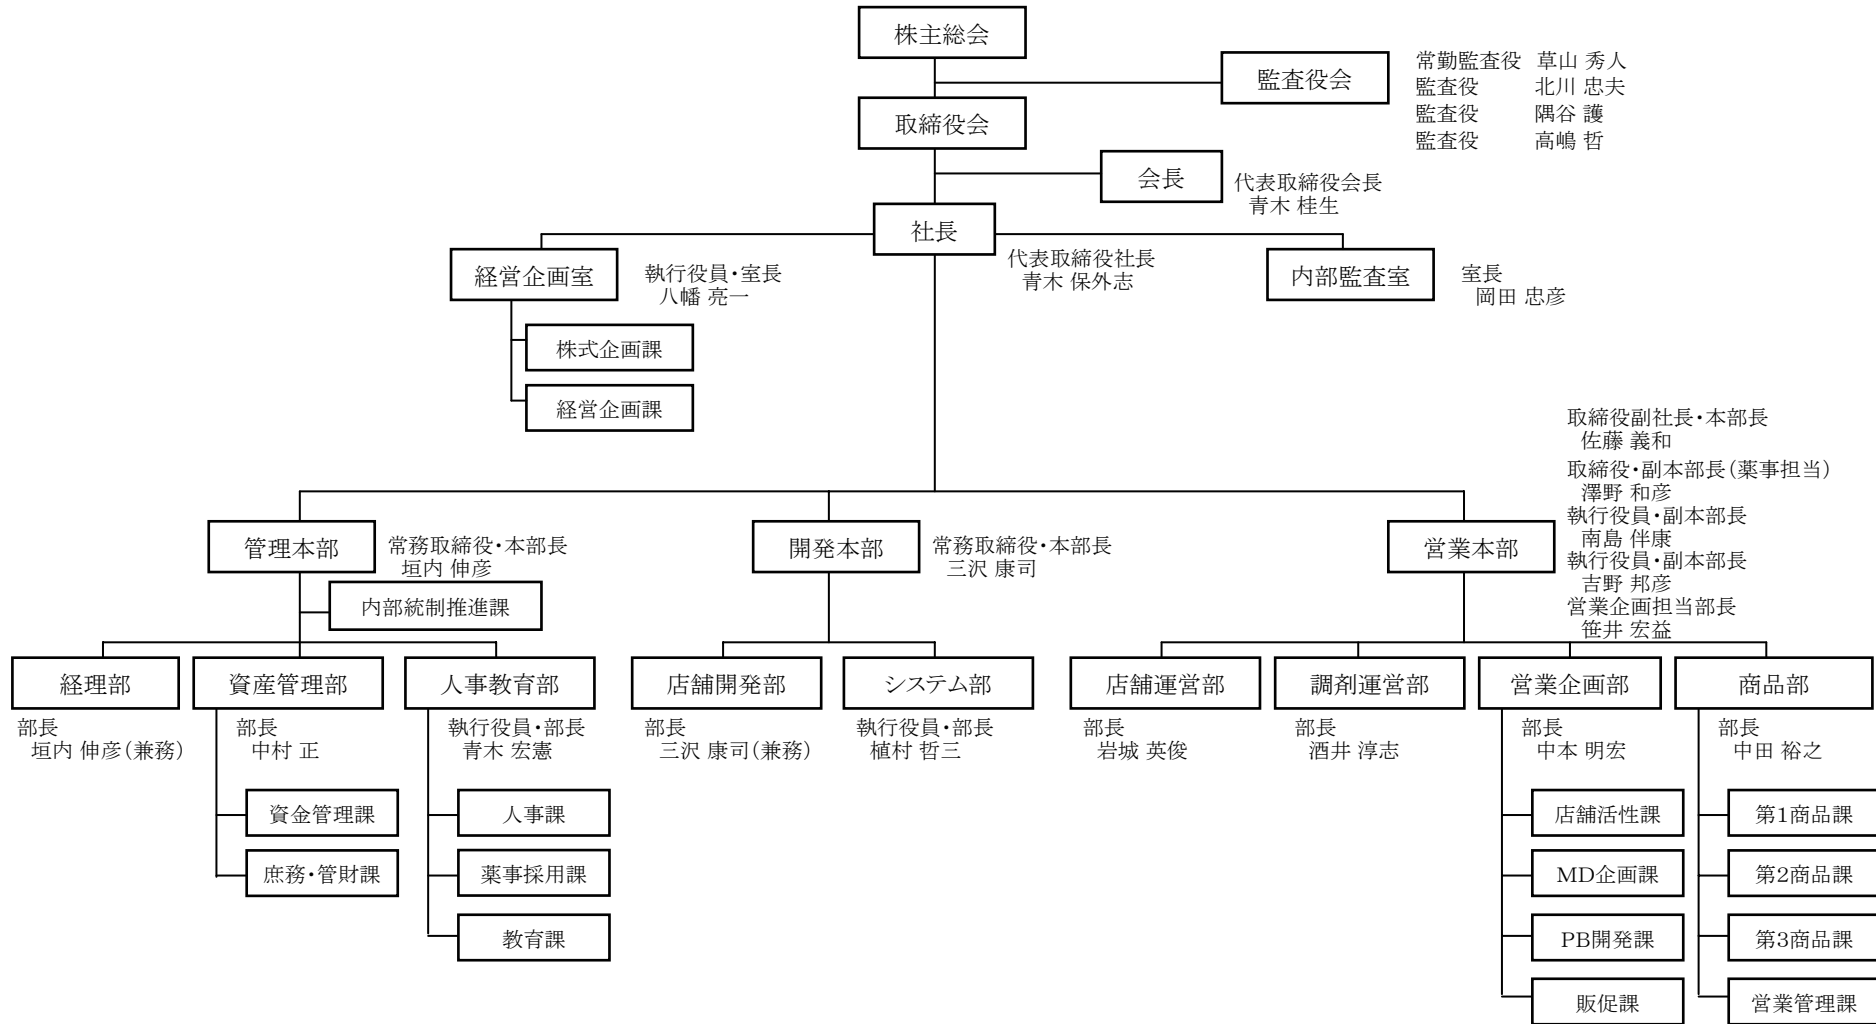 株主総会
監査役会
常勤監査役 草山 秀人
監査役 北川 忠夫
監査役 隅谷 護
監査役 高嶋 哲
取締役会
会長
代表取締役会長
青木 桂生
社長
代表取締役社長
青木 保外志
経営企画室
執行役員・室長
八幡 亮一
内部監査室
室長
岡田 忠彦
株式企画課
経営企画課
管理本部
常務取締役・本部長
垣内 伸彦
開発本部
常務取締役・本部長
三沢 康司
営業本部
取締役副社長・本部長
佐藤 義和
取締役・副本部長(薬事担当)
澤野 和彦
執行役員・副本部長
南島 伴康
執行役員・副本部長
吉野 邦彦
営業企画担当部長
笹井 宏益
内部統制推進課
経理部
部長
垣内 伸彦(兼務)
資産管理部
部長
中村 正
人事教育部
執行役員・部長
青木 宏憲
店舗開発部
部長
三沢 康司(兼務)
システム部
執行役員・部長
植村 哲三
店舗運営部
部長
岩城 英俊
調剤運営部
部長
酒井 淳志
営業企画部
部長
中本 明宏
商品部
部長
中田 裕之
資金管理課
庶務・管財課
人事課
薬事採用課
教育課
店舗活性課
MD企画課
PB開発課
販促課
第1商品課
第2商品課
第3商品課
営業管理課